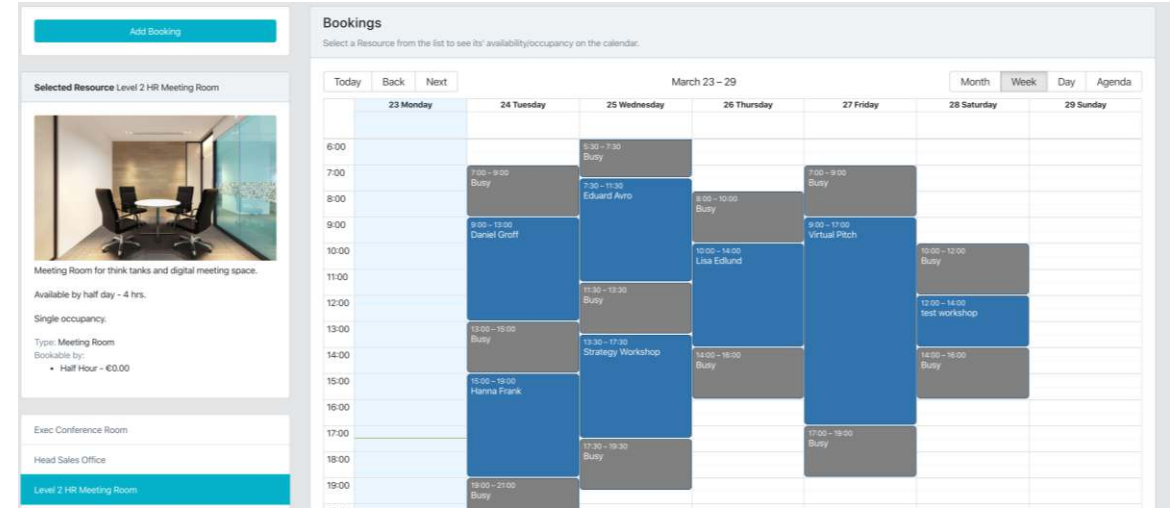 Add Booking
Selected Resource Level 2 HR Meeting Room
Meeting Room for think tanks and digital meeting space.
Available by half day - 4 hrs.
Single occupancy.
Type: Meeting Room
Bookable by:
• Half Hour - €0.00
Exec Conference Room
Head Sales Office
Level 2 HR Meeting Room
Bookings
Select a Resource from the list to see its' availability/occupancy on the calendar.
Today Back Next
March 23 – 29
Month Week Day Agenda
23 Monday 24 Tuesday 25 Wednesday 26 Thursday 27 Friday 28 Saturday 29 Sunday
6:00
7:00
8:00
9:00
10:00
11:00
12:00
13:00
14:00
15:00
16:00
17:00
18:00
19:00
7:00 – 9:00
Busy
9:00 – 13:00
Daniel Groff
13:00 – 15:00
Busy
15:00 – 19:00
Hanna Frank
19:00 – 21:00
Busy
5:30 – 7:30
Busy
7:30 – 11:30
Eduard Avro
11:30 – 13:30
Busy
13:30 – 17:30
Strategy Workshop
17:30 – 19:30
Busy
8:00 – 10:00
Busy
10:00 – 14:00
Lisa Edlund
14:00 – 16:00
Busy
7:00 – 9:00
Busy
9:00 – 17:00
Virtual Pitch
17:00 – 19:00
Busy
10:00 – 12:00
Busy
12:00 – 14:00
test workshop
14:00 – 16:00
Busy